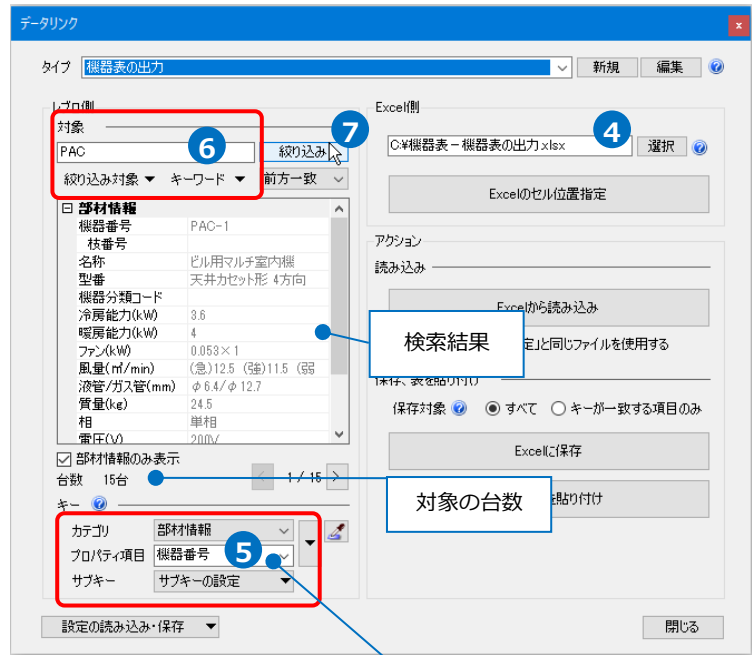 データリンク
x
タイプ 機器表の出力 新規 編集 ?
レブロ側
対象
PAC 6 絞り込み 7
絞り込み対象 ▼ キーワード ▼ 前方一致
部材情報
機器番号 PAC-1
枝番号
名称 ビル用マルチ室内機
型番 天井カセット形 4方向
機器分類コード
冷房能力(kW) 3.6
暖房能力(kW) 4
ファン(kW) 0.053×1
風量(㎥/min) (急)12.5 (強)11.5 (弱
液管/ガス管(mm) φ6.4/φ12.7
質量(kg) 24.5
相 単相
電圧(V) 200V
部材情報のみ表示
台数 15台 < 1 / 15 >
キー ?
カテゴリ 部材情報
プロパティ項目 機器番号 5
サブキー サブキーの設定 ▼
設定の読み込み・保存 ▼
Excel側
4
C:¥機器表－機器表の出力.xlsx 選択 ?
Excelのセル位置指定
アクション
読み込み
Excelから読み込み
検索結果
定」と同じファイルを使用する
保存、表を貼り付け
保存対象 ? すべて キーが一致する項目のみ
Excelに保存
対象の台数
を貼り付け
閉じる